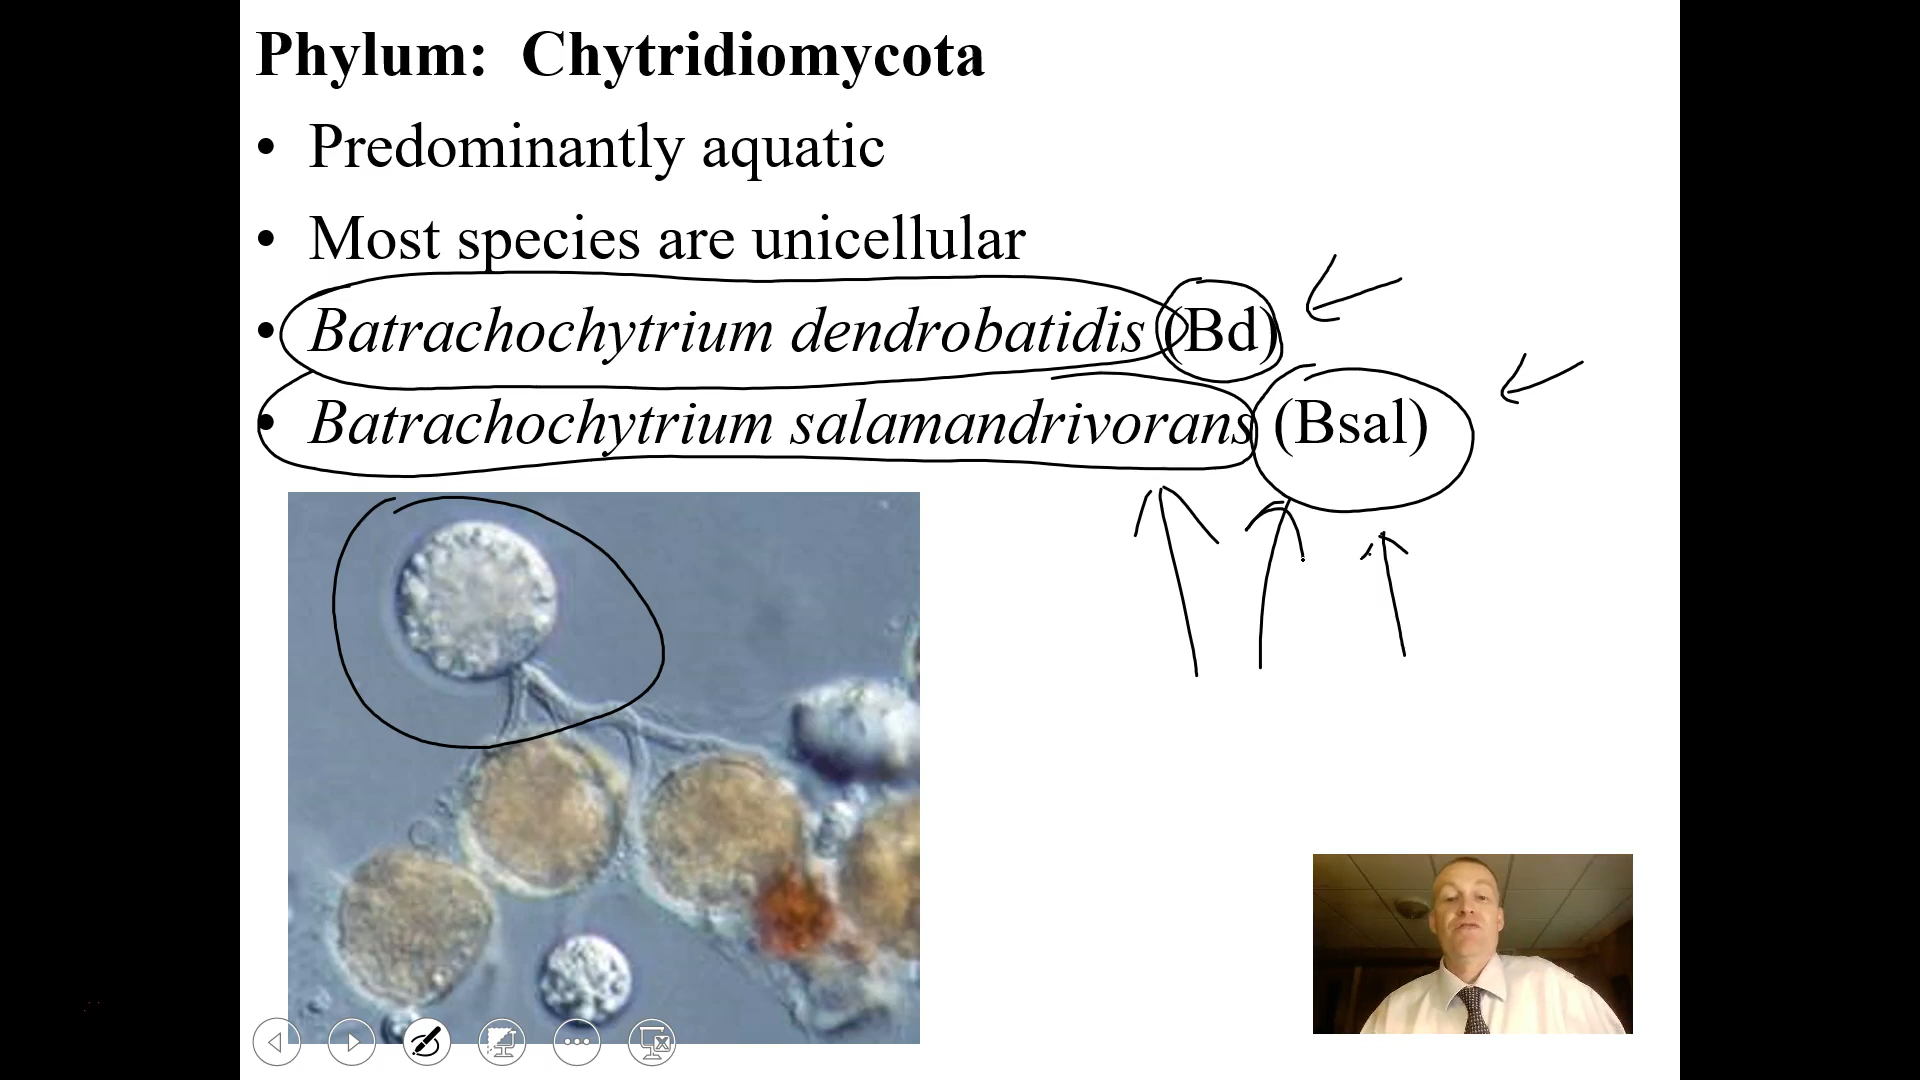 Phylum: Chytridiomycota
• Predominantly aquatic
• Most species are unicellular
• Batrachochytrium dendrobatidis (Bd)
• Batrachochytrium salamandrivorans (Bsal)